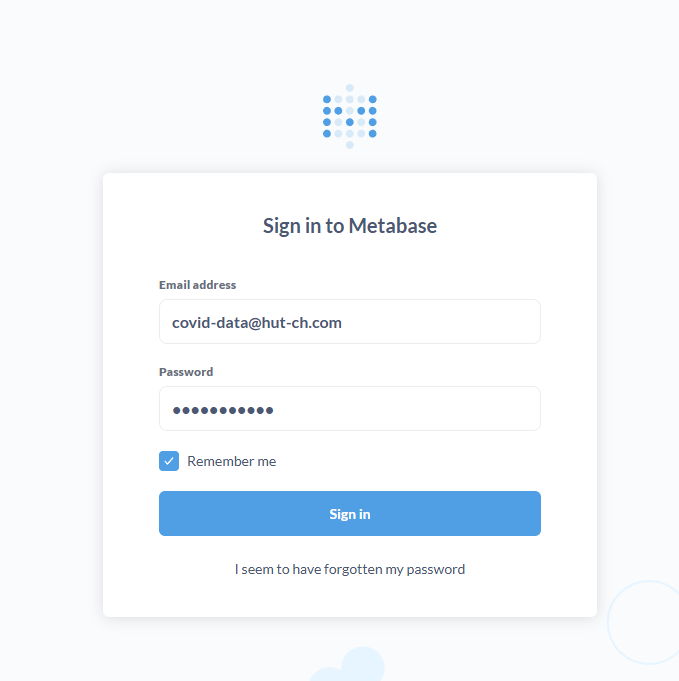 Sign in to Metabase
Email address
covid-data@hut-ch.com
Password
●●●●●●●●●●●
Remember me
Sign in
I seem to have forgotten my password